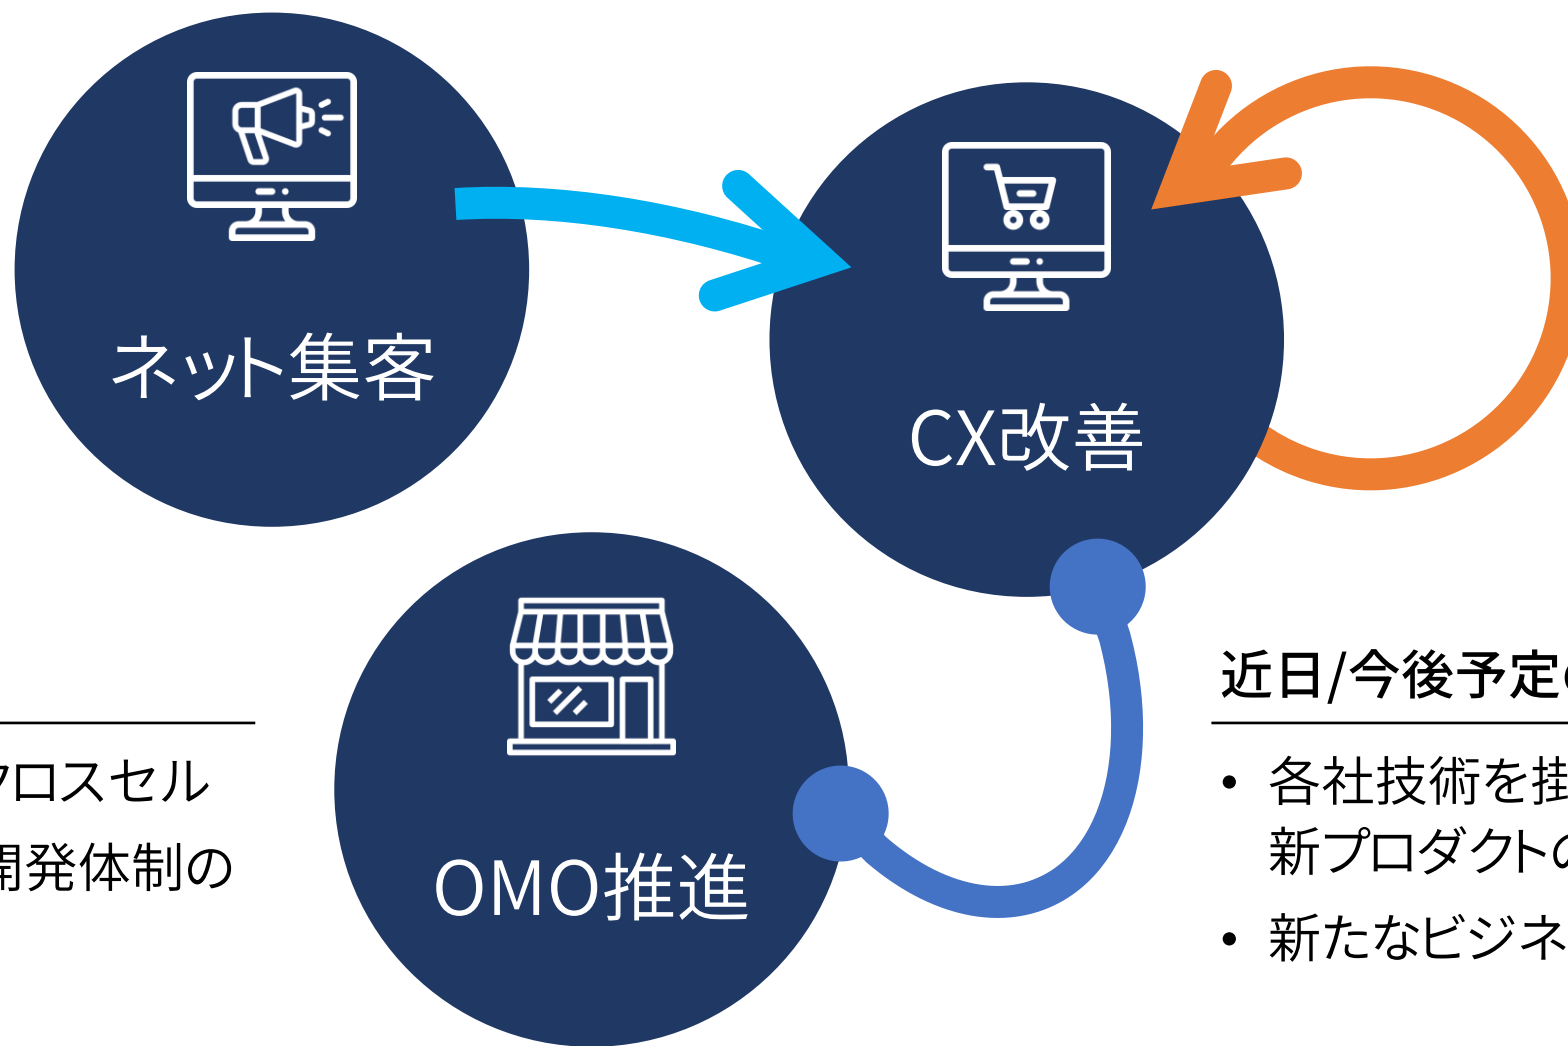 ネット集客
CX改善
OMO推進
クロスセル
開発体制の
近日/今後予定
• 各社技術を掛
新プロダクトの
• 新たなビジネ